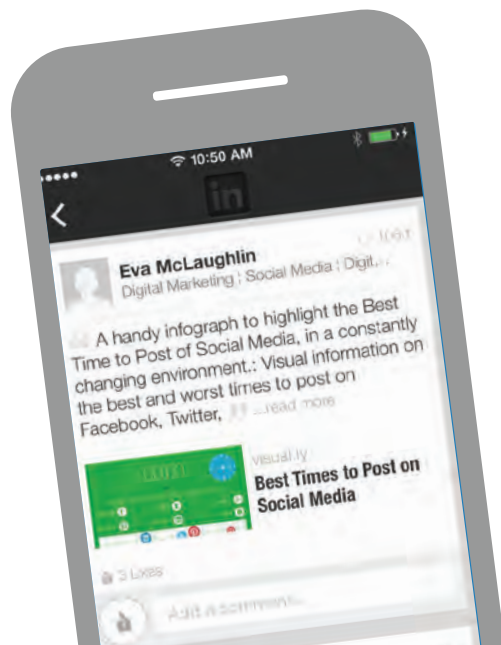 10:50 AM
in
Eva McLaughlin
Digital Marketing ¦ Social Media ¦ Digit...
“ A handy infograph to highlight the Best
Time to Post of Social Media, in a constantly
changing environment.: Visual information on
the best and worst times to post on
Facebook, Twitter, ” ...read more
visual.ly
Best Times to Post on
Social Media
3 Likes
Add a comment...